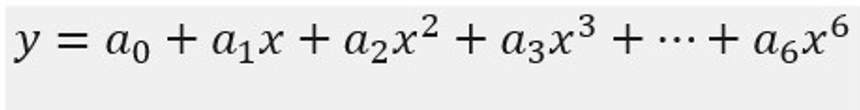 y = a₀ + a₁x + a₂x² + a₃x³ + ⋯ + a₆x⁶